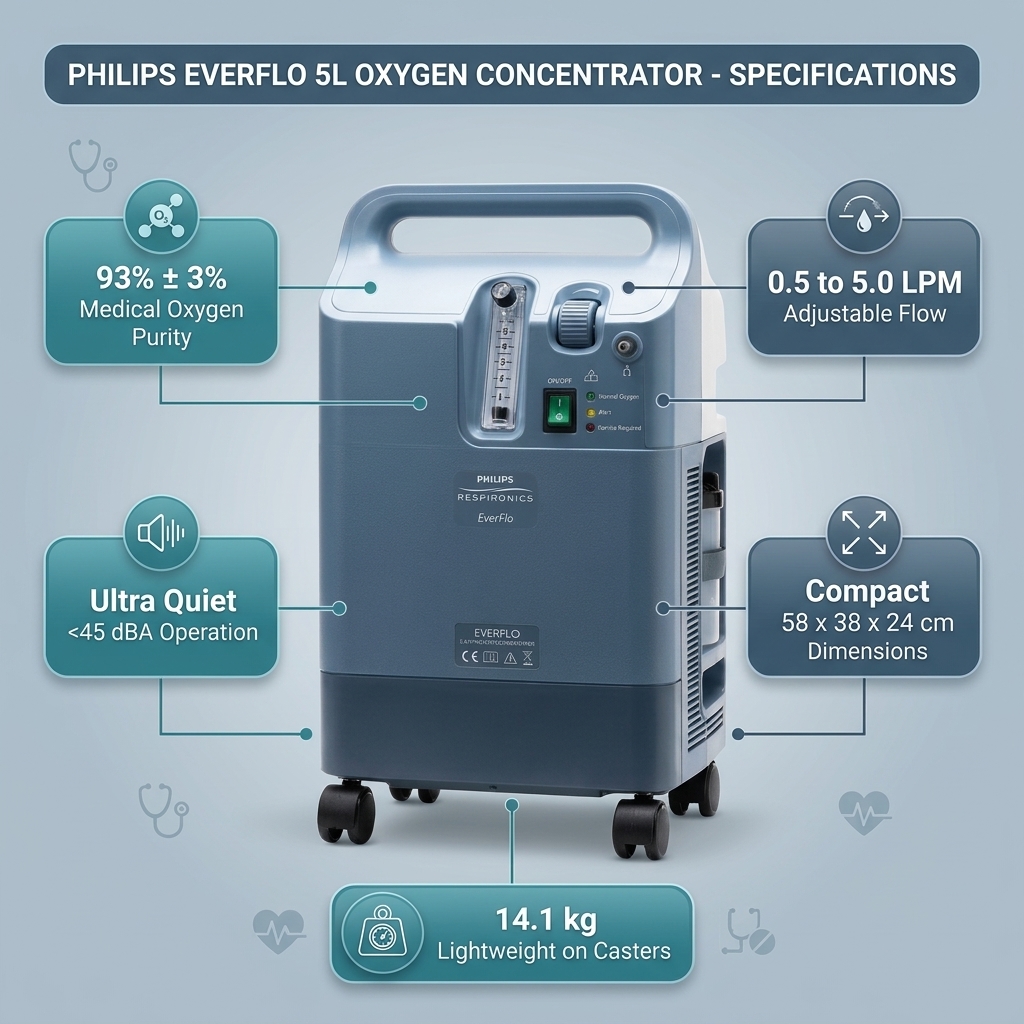 PHILIPS EVERFLO 5L OXYGEN CONCENTRATOR - SPECIFICATIONS
93% ± 3%
Medical Oxygen
Purity
0.5 to 5.0 LPM
Adjustable Flow
ON/OFF
Alert
PHILIPS
RESPIRONICS
EverFlo
Ultra Quiet
<45 dBA Operation
Compact
58 x 38 x 24 cm
Dimensions
EVERFLO
CE
14.1 kg
Lightweight on Casters